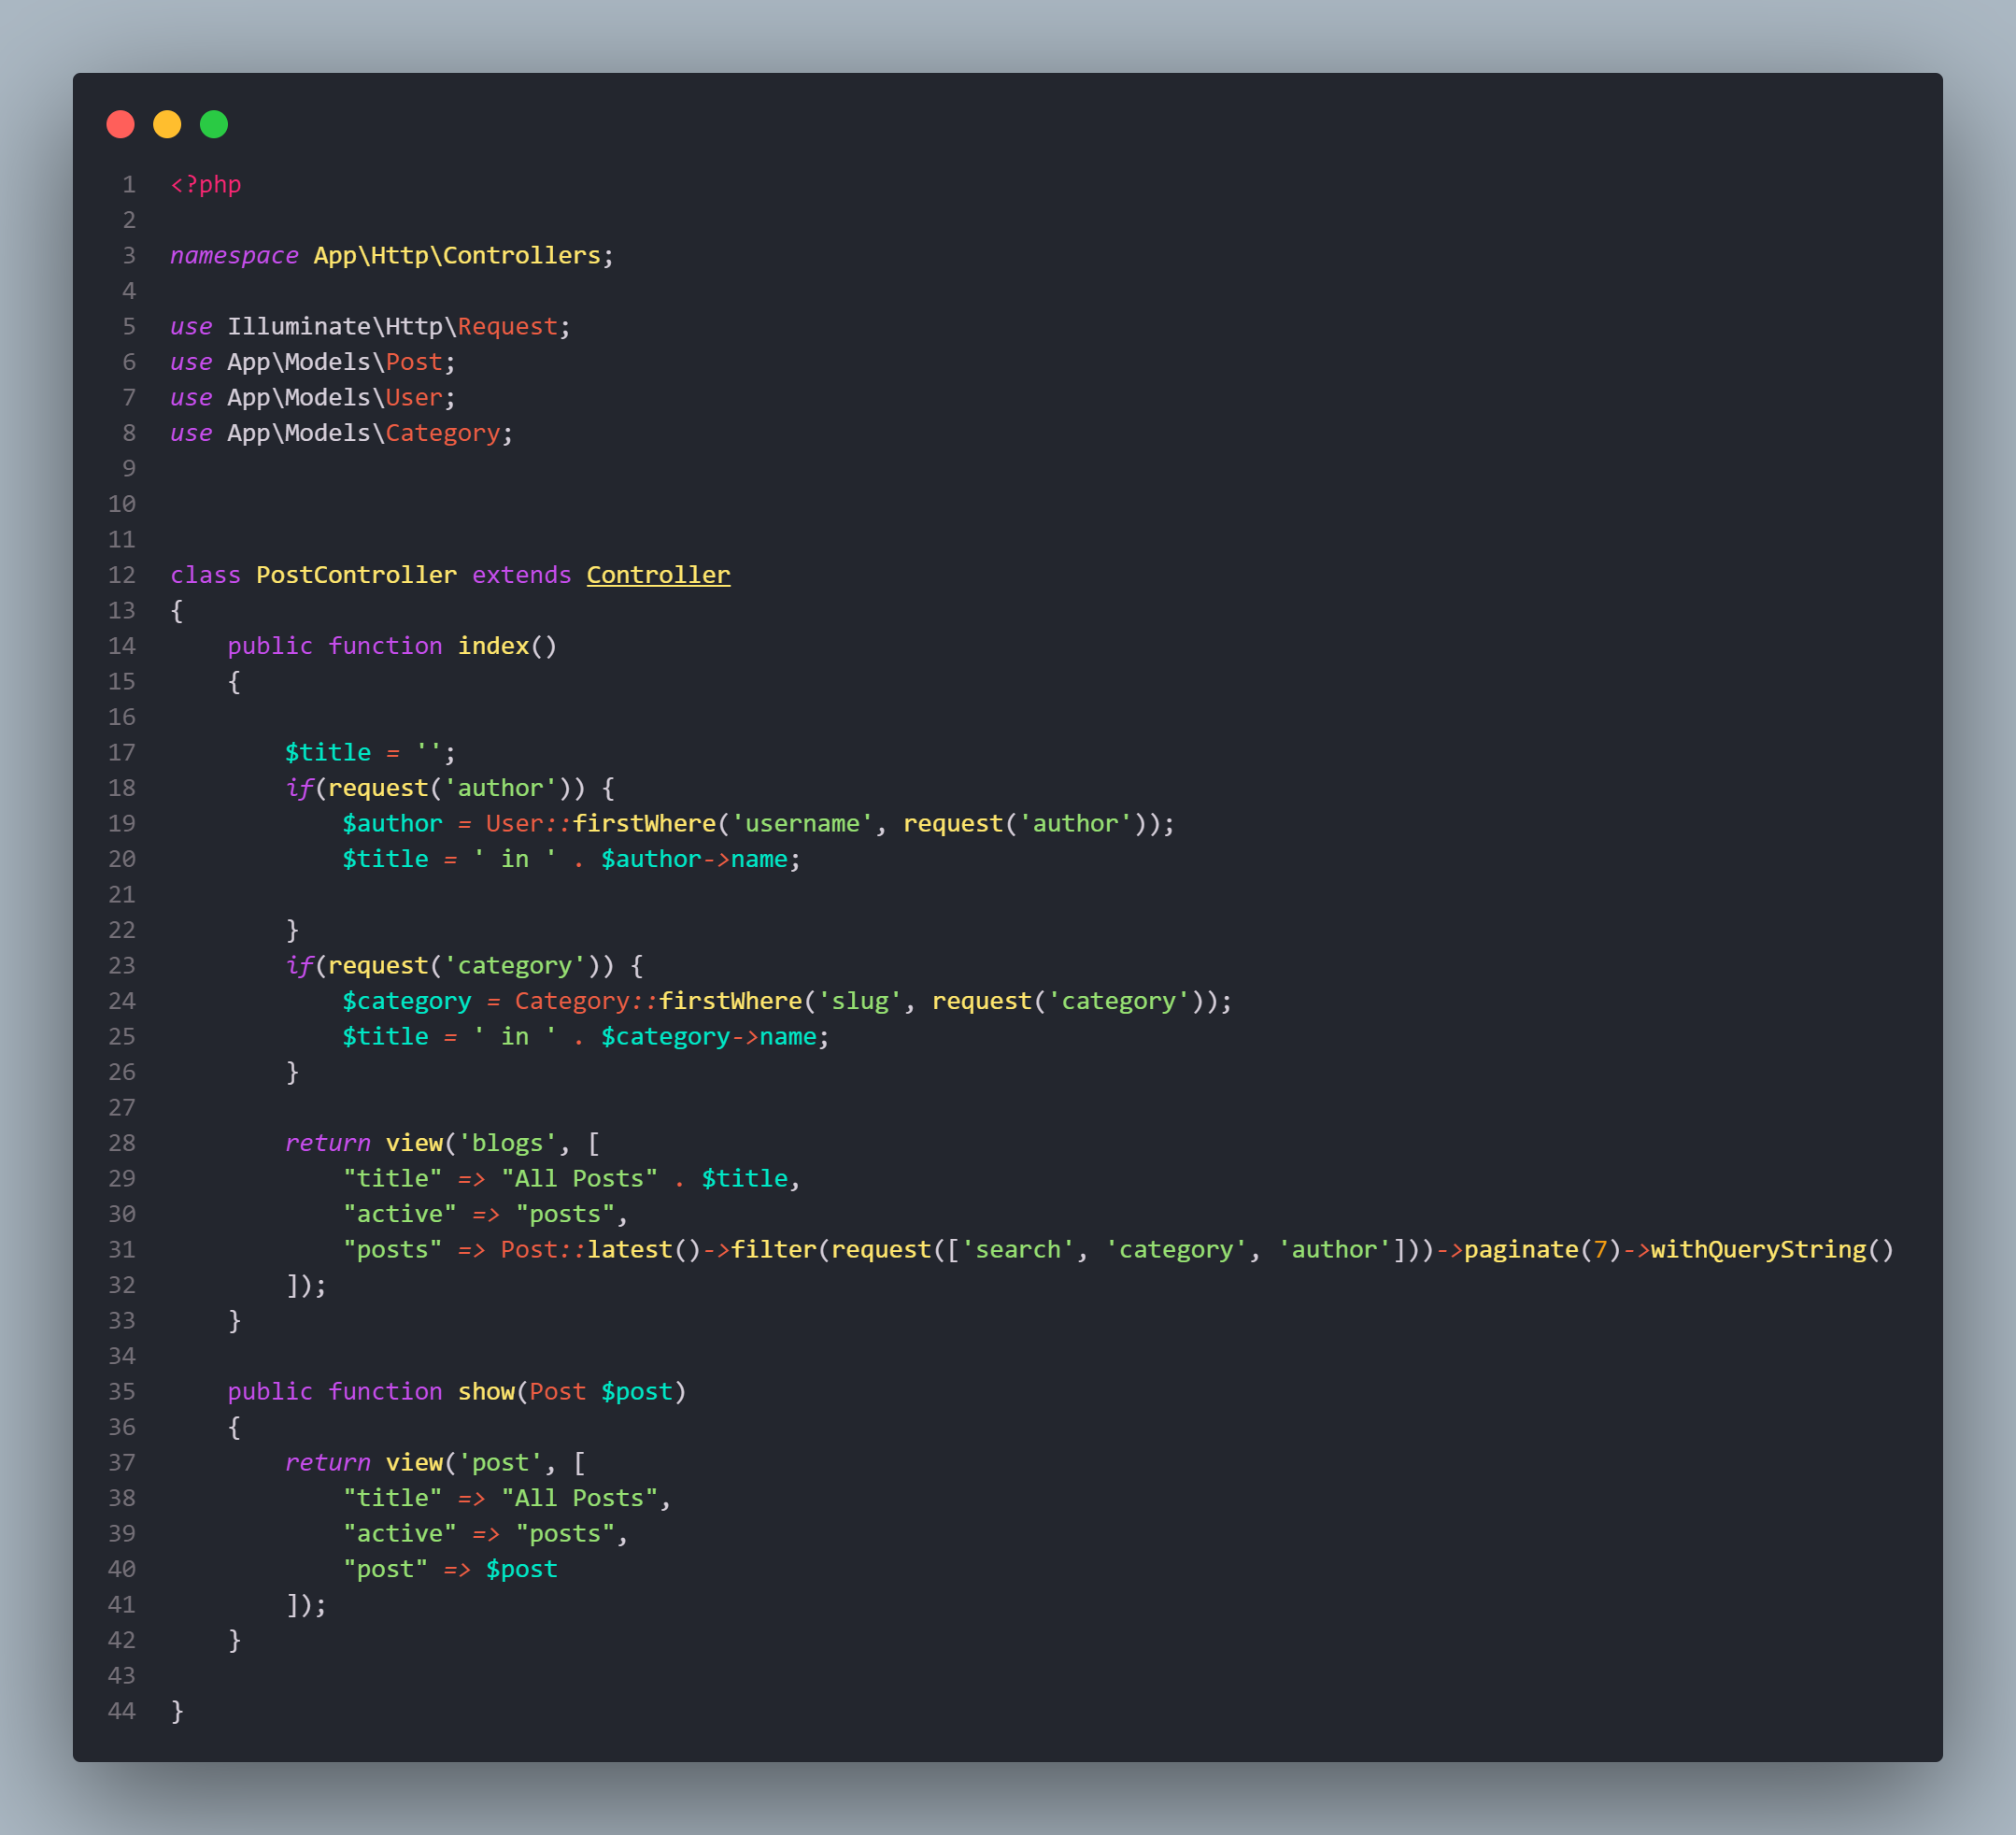 1 <?php
2
3 namespace App\Http\Controllers;
4
5 use Illuminate\Http\Request;
6 use App\Models\Post;
7 use App\Models\User;
8 use App\Models\Category;
9
10
11
12 class PostController extends Controller
13 {
14     public function index()
15     {
16
17         $title = '';
18         if(request('author')) {
19             $author = User::firstWhere('username', request('author'));
20             $title = ' in ' . $author->name;
21
22         }
23         if(request('category')) {
24             $category = Category::firstWhere('slug', request('category'));
25             $title = ' in ' . $category->name;
26         }
27
28         return view('blogs', [
29             "title" => "All Posts" . $title,
30             "active" => "posts",
31             "posts" => Post::latest()->filter(request(['search', 'category', 'author']))->paginate(7)->withQueryString()
32         ]);
33     }
34
35     public function show(Post $post)
36     {
37         return view('post', [
38             "title" => "All Posts",
39             "active" => "posts",
40             "post" => $post
41         ]);
42     }
43
44 }